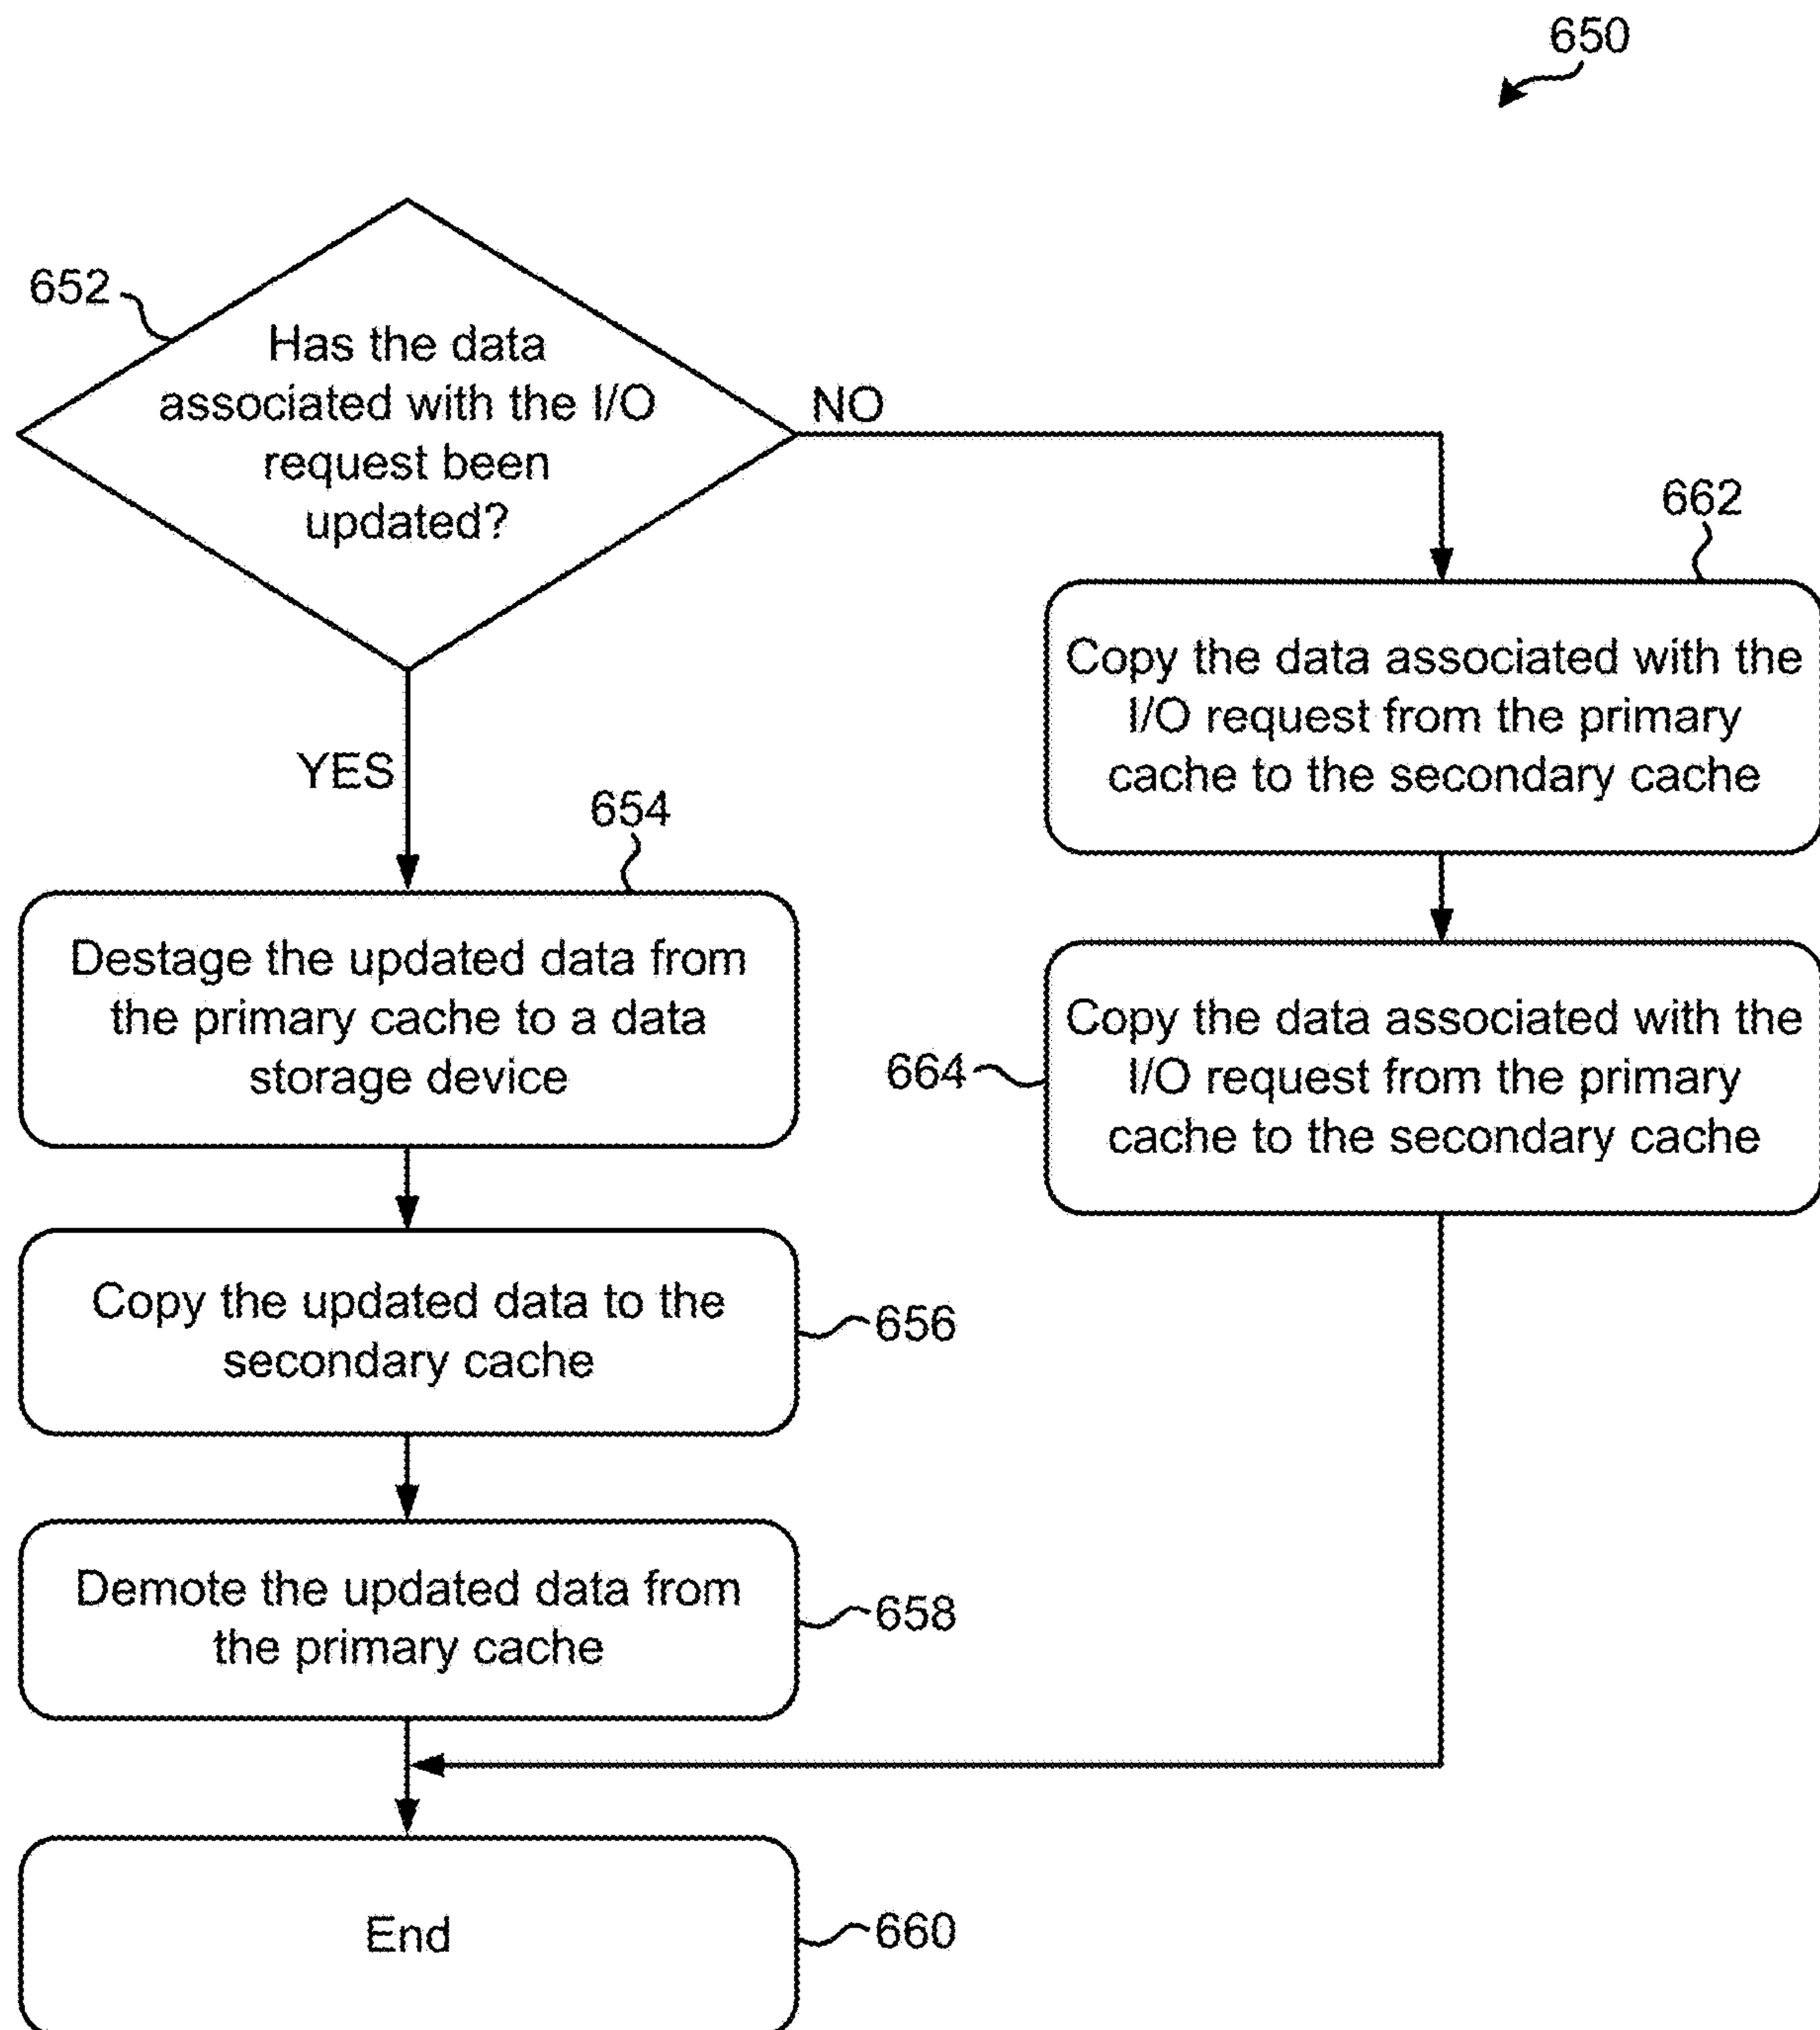 650
652
Has the data
associated with the I/O
request been
updated?
NO
YES
662
Copy the data associated with the
I/O request from the primary
cache to the secondary cache
654
Destage the updated data from
the primary cache to a data
storage device
664
Copy the data associated with the
I/O request from the primary
cache to the secondary cache
Copy the updated data to the
secondary cache
656
Demote the updated data from
the primary cache
658
End
660